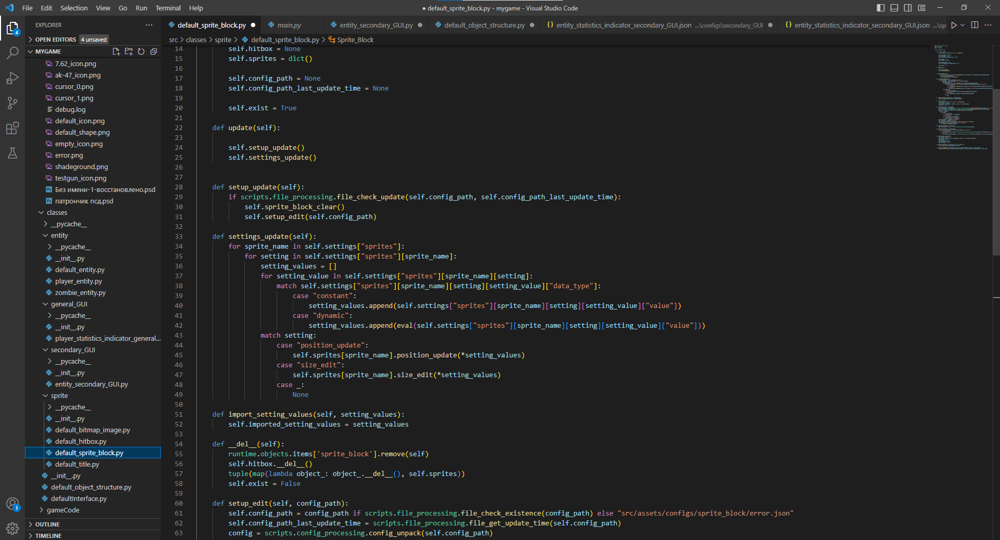 File Edit Selection View Go Run Terminal Help
● default_sprite_block.py - mygame - Visual Studio Code
EXPLORER
OPEN EDITORS 4 unsaved
MYGAME
7.62_icon.png
ak-47_icon.png
cursor_0.png
cursor_1.png
debug.log
default_icon.png
default_shape.png
empty_icon.png
error.png
shadeground.png
testgun_icon.png
Ps Без имени-1-восстановлено.psd
Ps патрончик псд.psd
classes
__pycache__
entity
__pycache__
__init__.py
default_entity.py
player_entity.py
zombie_entity.py
general_GUI
__pycache__
__init__.py
player_statistics_indicator_general...
secondary_GUI
__pycache__
__init__.py
entity_secondary_GUI.py
sprite
__pycache__
__init__.py
default_bitmap_image.py
default_hitbox.py
default_sprite_block.py
default_title.py
__init__.py
default_object_structure.py
defaultInterface.py
gameCode
OUTLINE
TIMELINE
4
1
default_sprite_block.py ● main.py entity_secondary_GUI.py ● default_object_structure.py ● {} entity_statistics_indicator_secondary_GUI.json ...\configs\secondary_GUI ● {} entity_statistics_indicator_secondary_GUI.json ...\sp
src > classes > sprite > default_sprite_block.py > Sprite_Block
14 self.hitbox = None
15 self.sprites = dict()
16
17 self.config_path = None
18 self.config_path_last_update_time = None
19
20 self.exist = True
21
22 def update(self):
23
24 self.setup_update()
25 self.settings_update()
26
27
28 def setup_update(self):
29 if scripts.file_processing.file_check_update(self.config_path, self.config_path_last_update_time):
30 self.sprite_block_clear()
31 self.setup_edit(self.config_path)
32
33 def settings_update(self):
34 for sprite_name in self.settings["sprites"]:
35 for setting in self.settings["sprites"][sprite_name]:
36 setting_values = []
37 for setting_value in self.settings["sprites"][sprite_name][setting]:
38 match self.settings["sprites"][sprite_name][setting][setting_value]["data_type"]:
39 case "constant":
40 setting_values.append(self.settings["sprites"][sprite_name][setting][setting_value]["value"])
41 case "dynamic":
42 setting_values.append(eval(self.settings["sprites"][sprite_name][setting][setting_value]["value"]))
43 match setting:
44 case "position_update":
45 self.sprites[sprite_name].position_update(*setting_values)
46 case "size_edit":
47 self.sprites[sprite_name].size_edit(*setting_values)
48 case _:
49 None
50
51 def import_setting_values(self, setting_values):
52 self.imported_setting_values = setting_values
53
54 def __del__(self):
55 runtime.objects.items['sprite_block'].remove(self)
56 self.hitbox.__del__()
57 tuple(map(lambda object_: object_.__del__(), self.sprites))
58 self.exist = False
59
60 def setup_edit(self, config_path):
61 self.config_path = config_path if scripts.file_processing.file_check_existence(config_path) else "src/assets/configs/sprite_block/error.json"
62 self.config_path_last_update_time = scripts.file_processing.file_get_update_time(self.config_path)
63 config = scripts.config_processing.config_unpack(self.config_path)